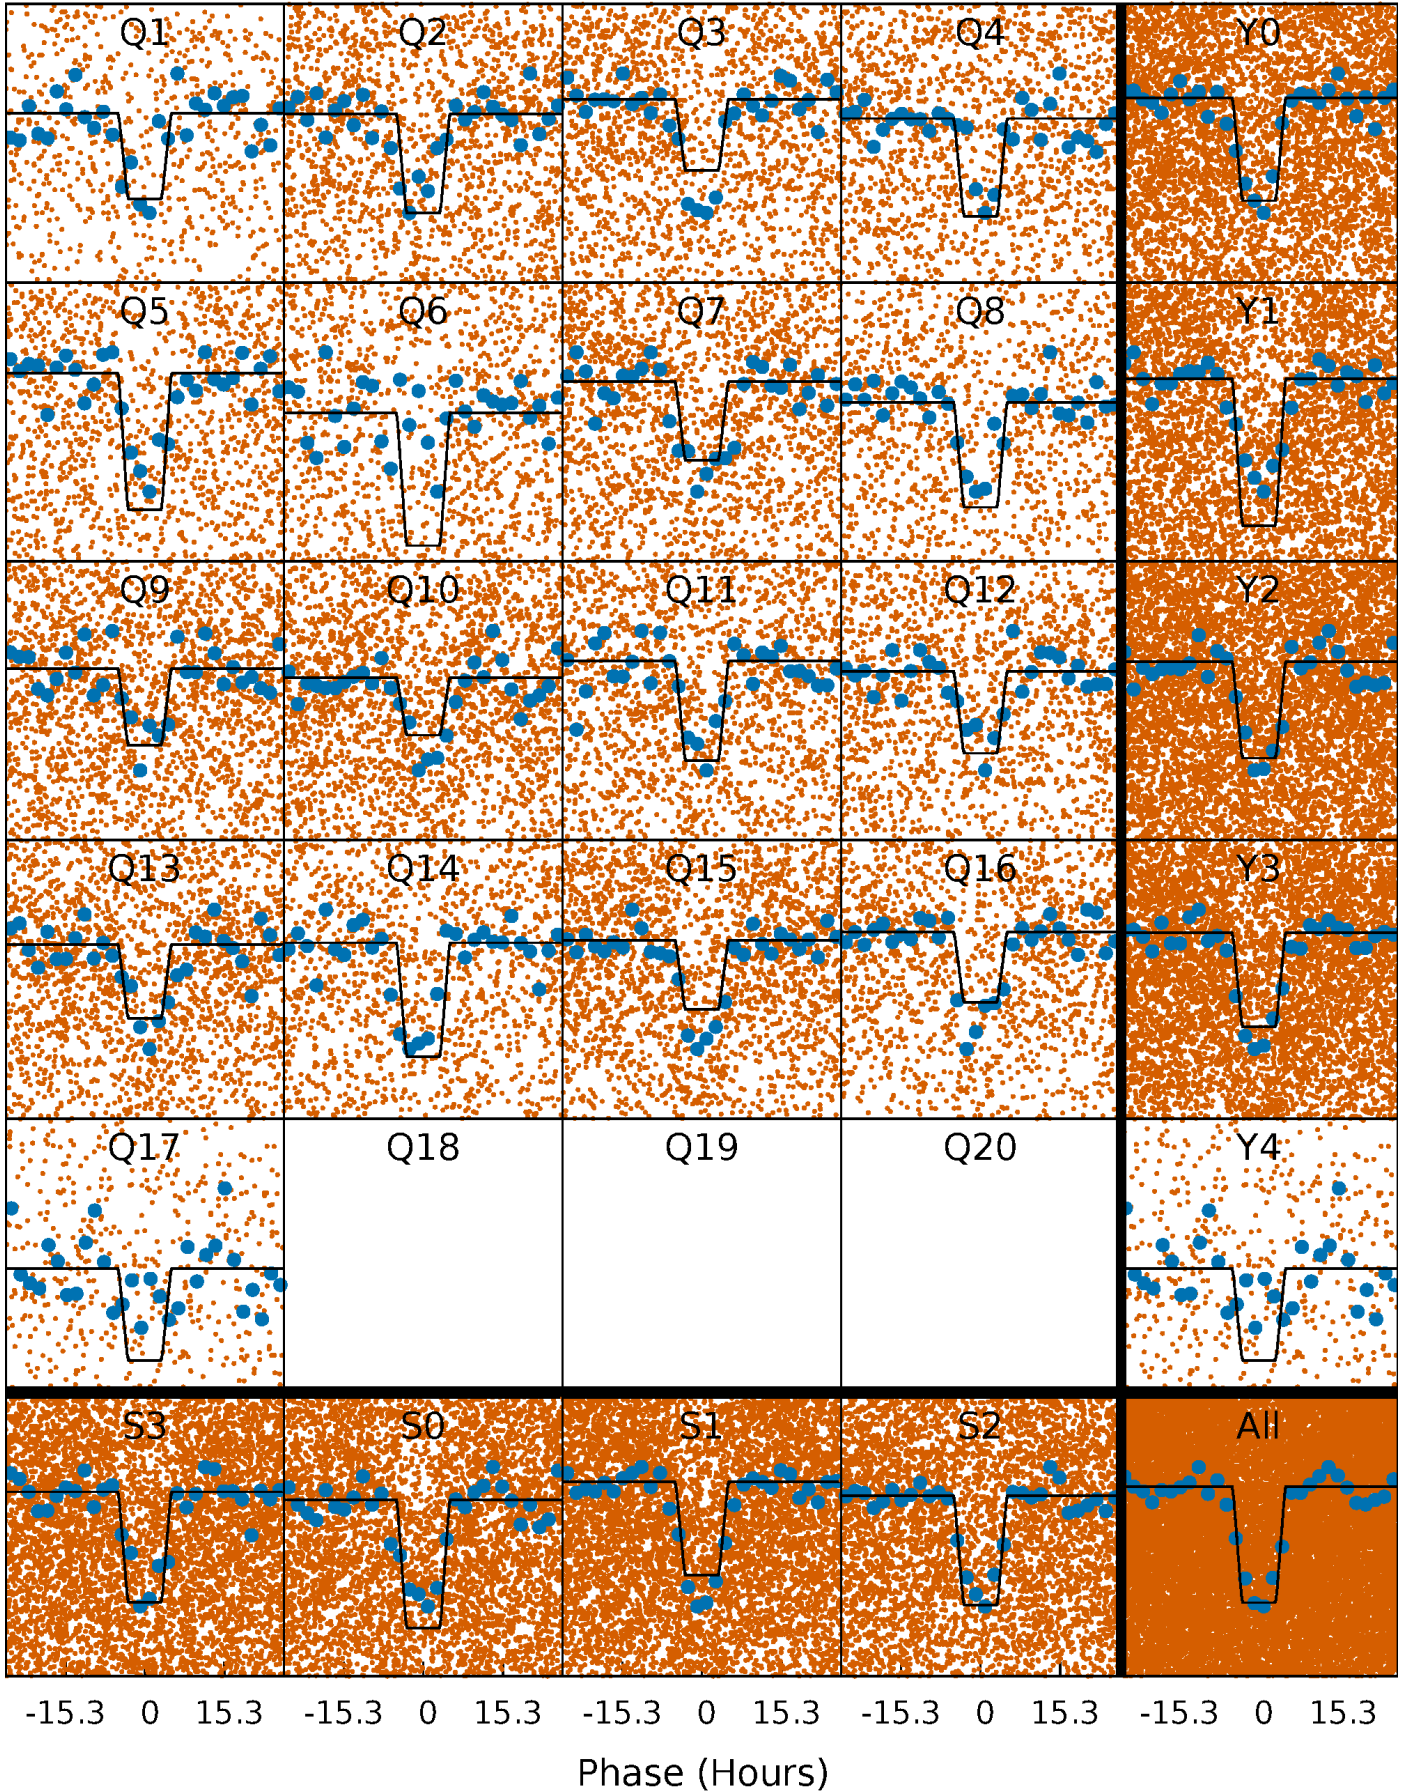 Q1 Q2 Q3 Q4 Y0
Q5 Q6 Q7 Q8 Y1
Q9 Q10 Q11 Q12 Y2
Q13 Q14 Q15 Q16 Y3
Q17 Q18 Q19 Q20 Y4
S3 S0 S1 S2 All
-15.3 0 15.3 -15.3 0 15.3 -15.3 0 15.3 -15.3 0 15.3 -15.3 0 15.3
Phase (Hours)